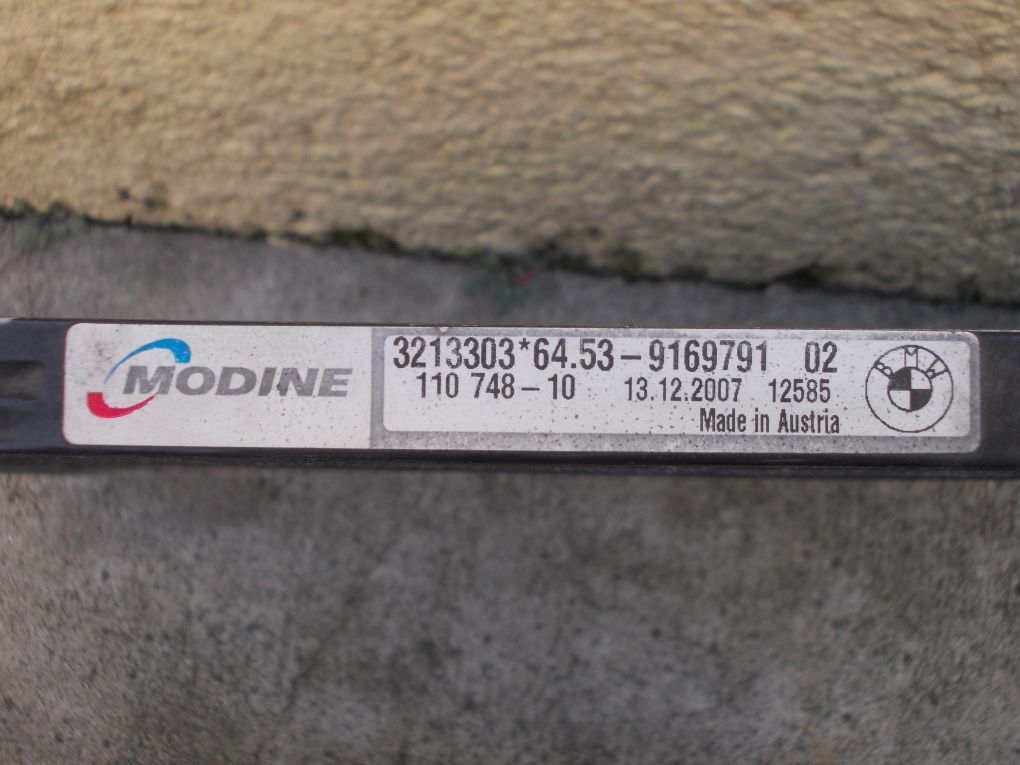 MODINE
3213303*64.53-9169791 02
110 748-10 13.12.2007 12585
Made in Austria
BMW